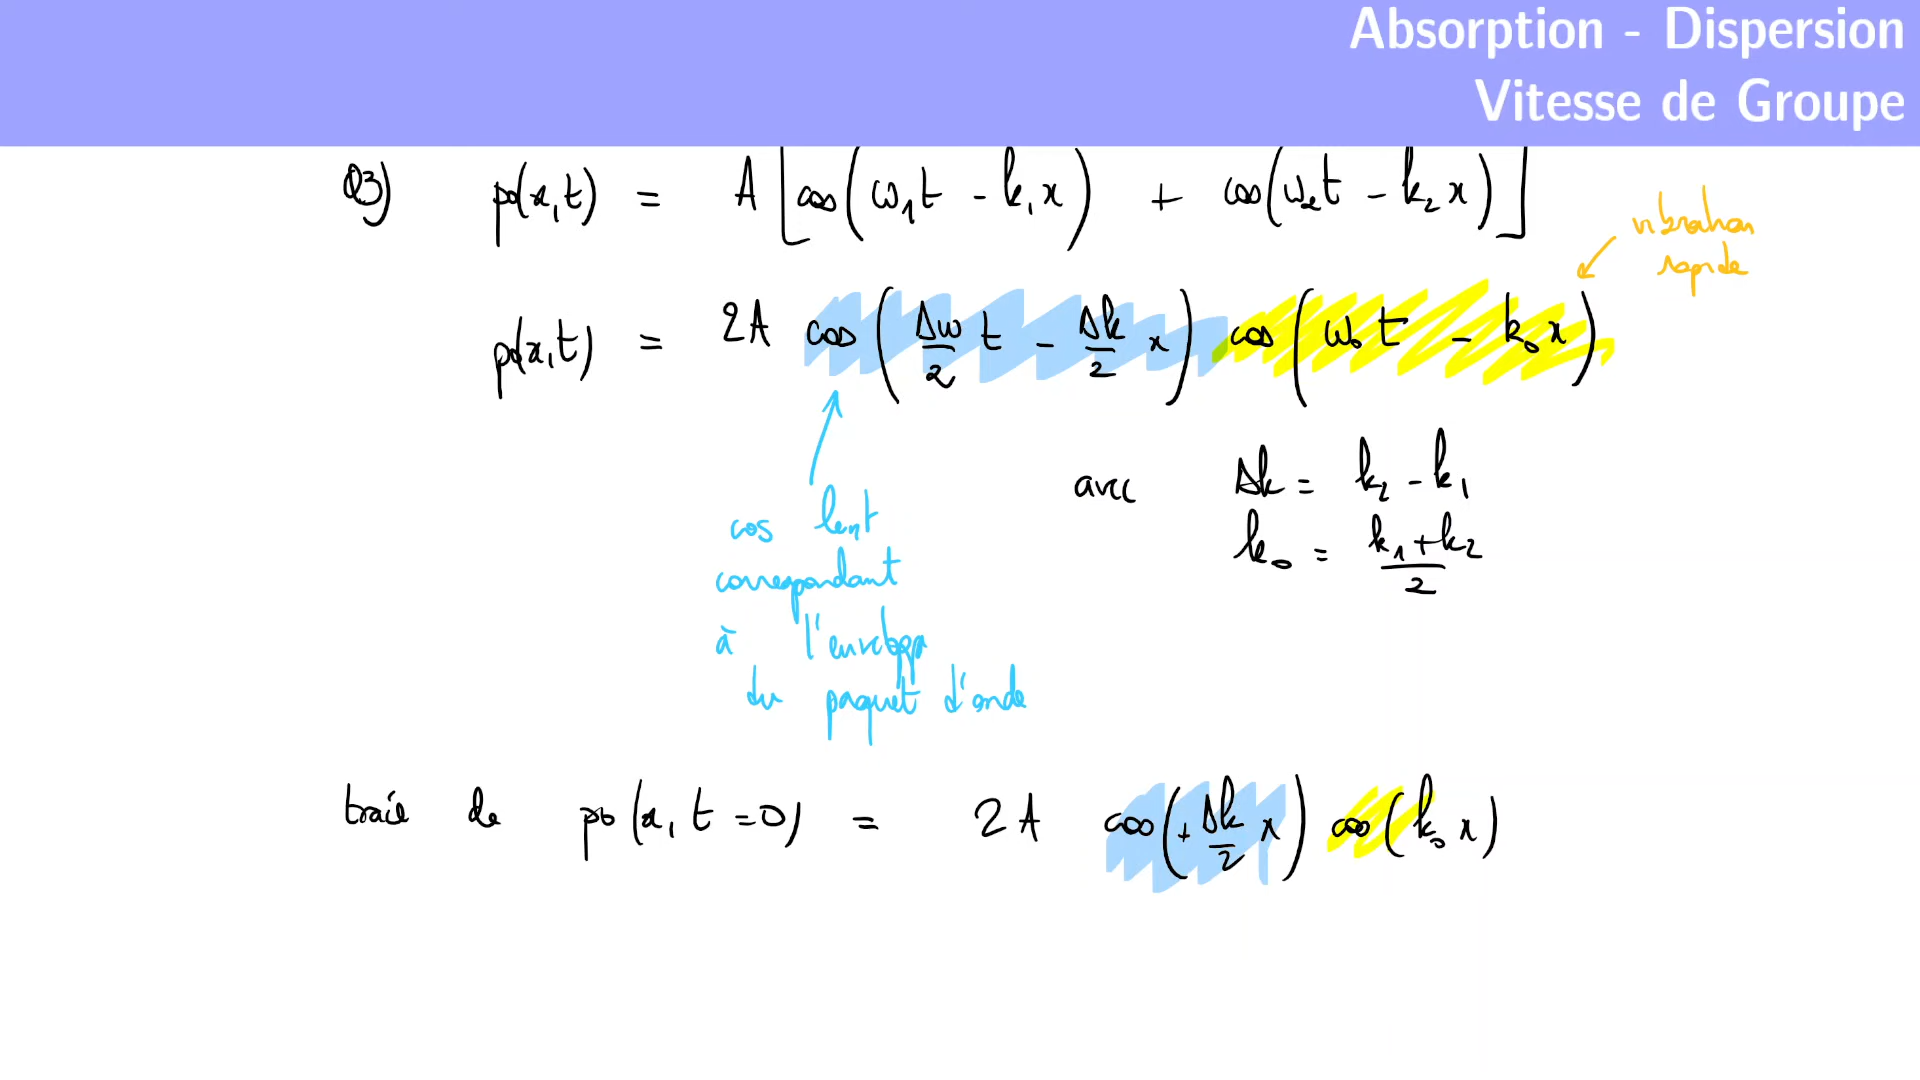 Absorption - Dispersion
Vitesse de Groupe
Q3) p(x,t) = A [cos(ω₁t - k₁x) + cos(ω₂t - k₂x)]
vibration
rapide
p(x,t) = 2A cos(Δω/2 t - Δk/2 x) cos(ω₀t - k₀x)
avec Δk = k₂ - k₁
k₀ = (k₁+k₂)/2
cos lent
correspondant
à l'enveloppe
du paquet d'onde
tracé de p(x, t=0) = 2A cos(+Δk/2 x) cos(k₀x)